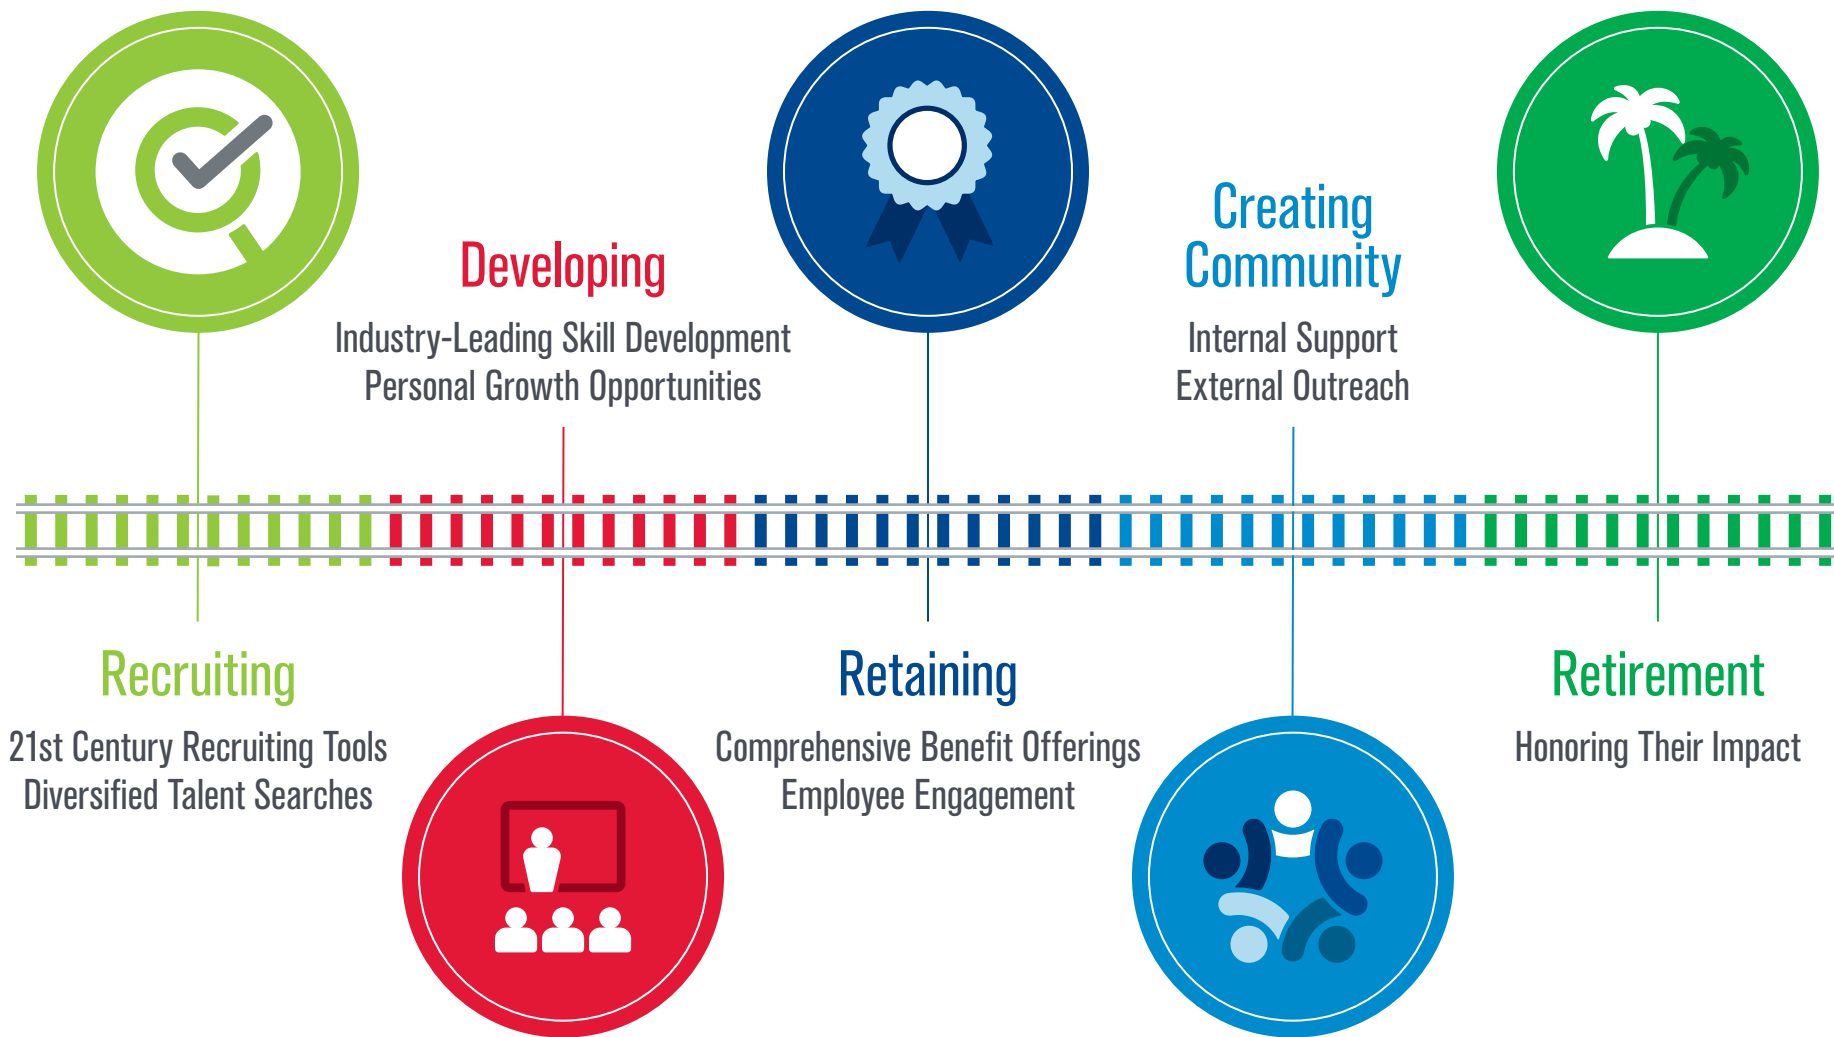 Recruiting
21st Century Recruiting Tools
Diversified Talent Searches
Developing
Industry-Leading Skill Development
Personal Growth Opportunities
Retaining
Comprehensive Benefit Offerings
Employee Engagement
Creating
Community
Internal Support
External Outreach
Retirement
Honoring Their Impact